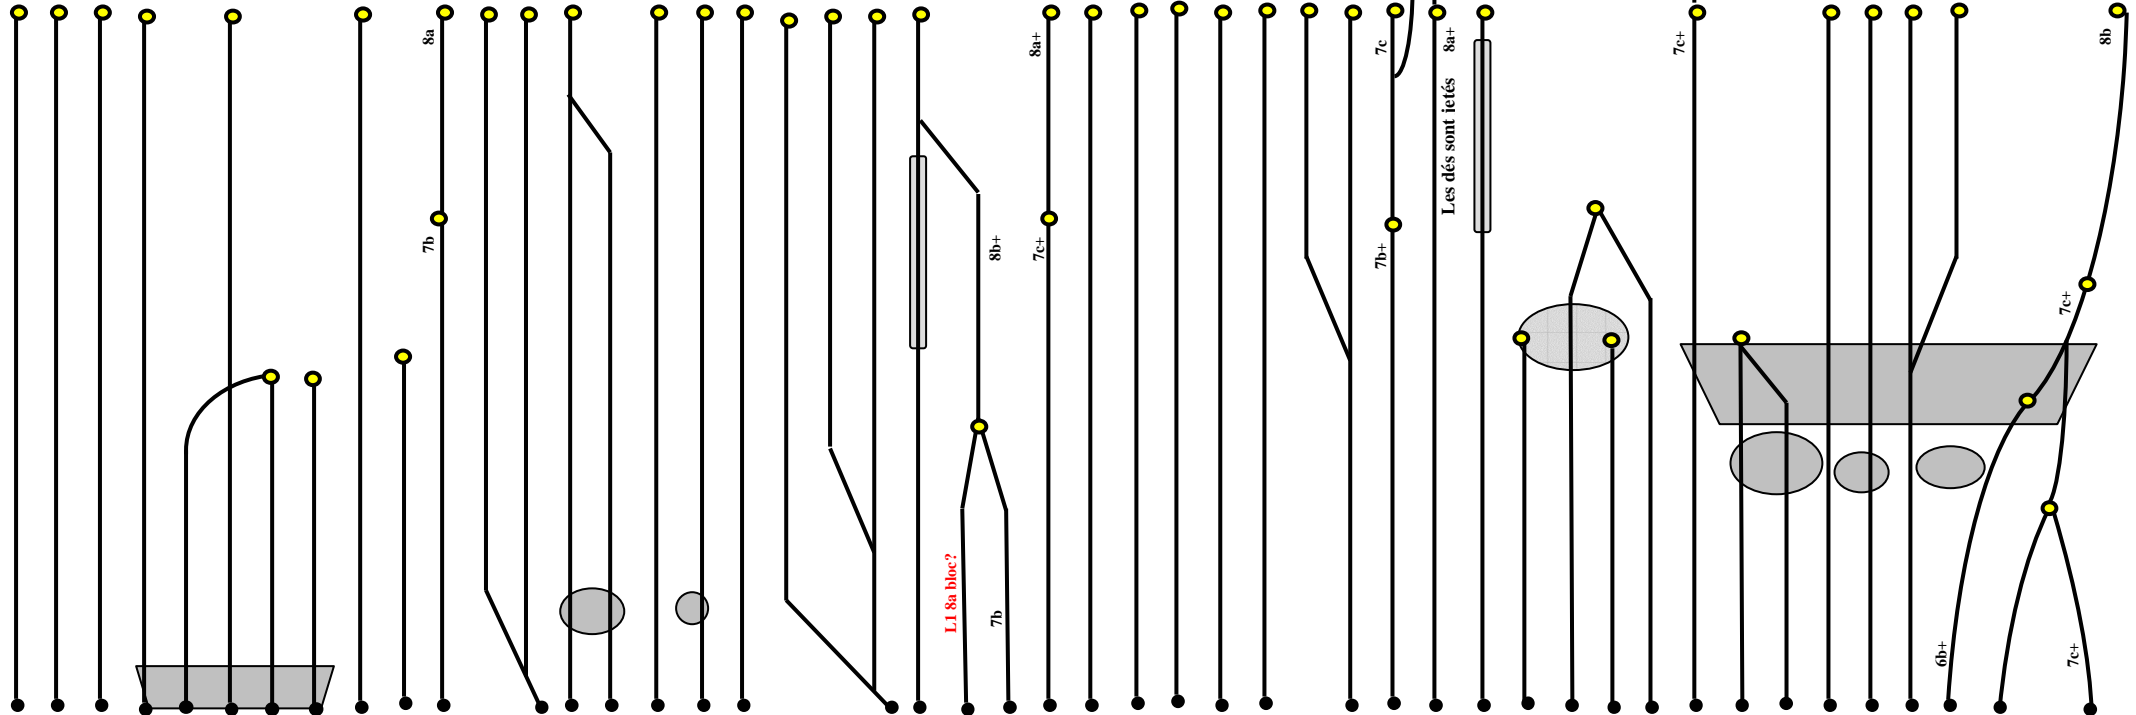 8a
7b
8b+
L1 8a bloc?
7b
8a+
7c+
7c
7b+
8a+
Les dés sont ietés
7c+
8b
7c+
6b+
7c+